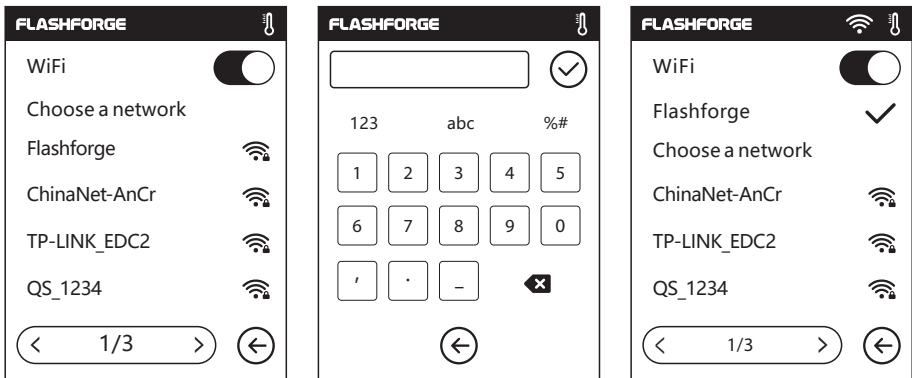 FLASHFORGE
WiFi
Choose a network
Flashforge
ChinaNet-AnCr
TP-LINK_EDC2
QS_1234
< 1/3 >
FLASHFORGE
123 abc %#
1 2 3 4 5
6 7 8 9 0
, . _
FLASHFORGE
WiFi
Flashforge
Choose a network
ChinaNet-AnCr
TP-LINK_EDC2
QS_1234
< 1/3 >